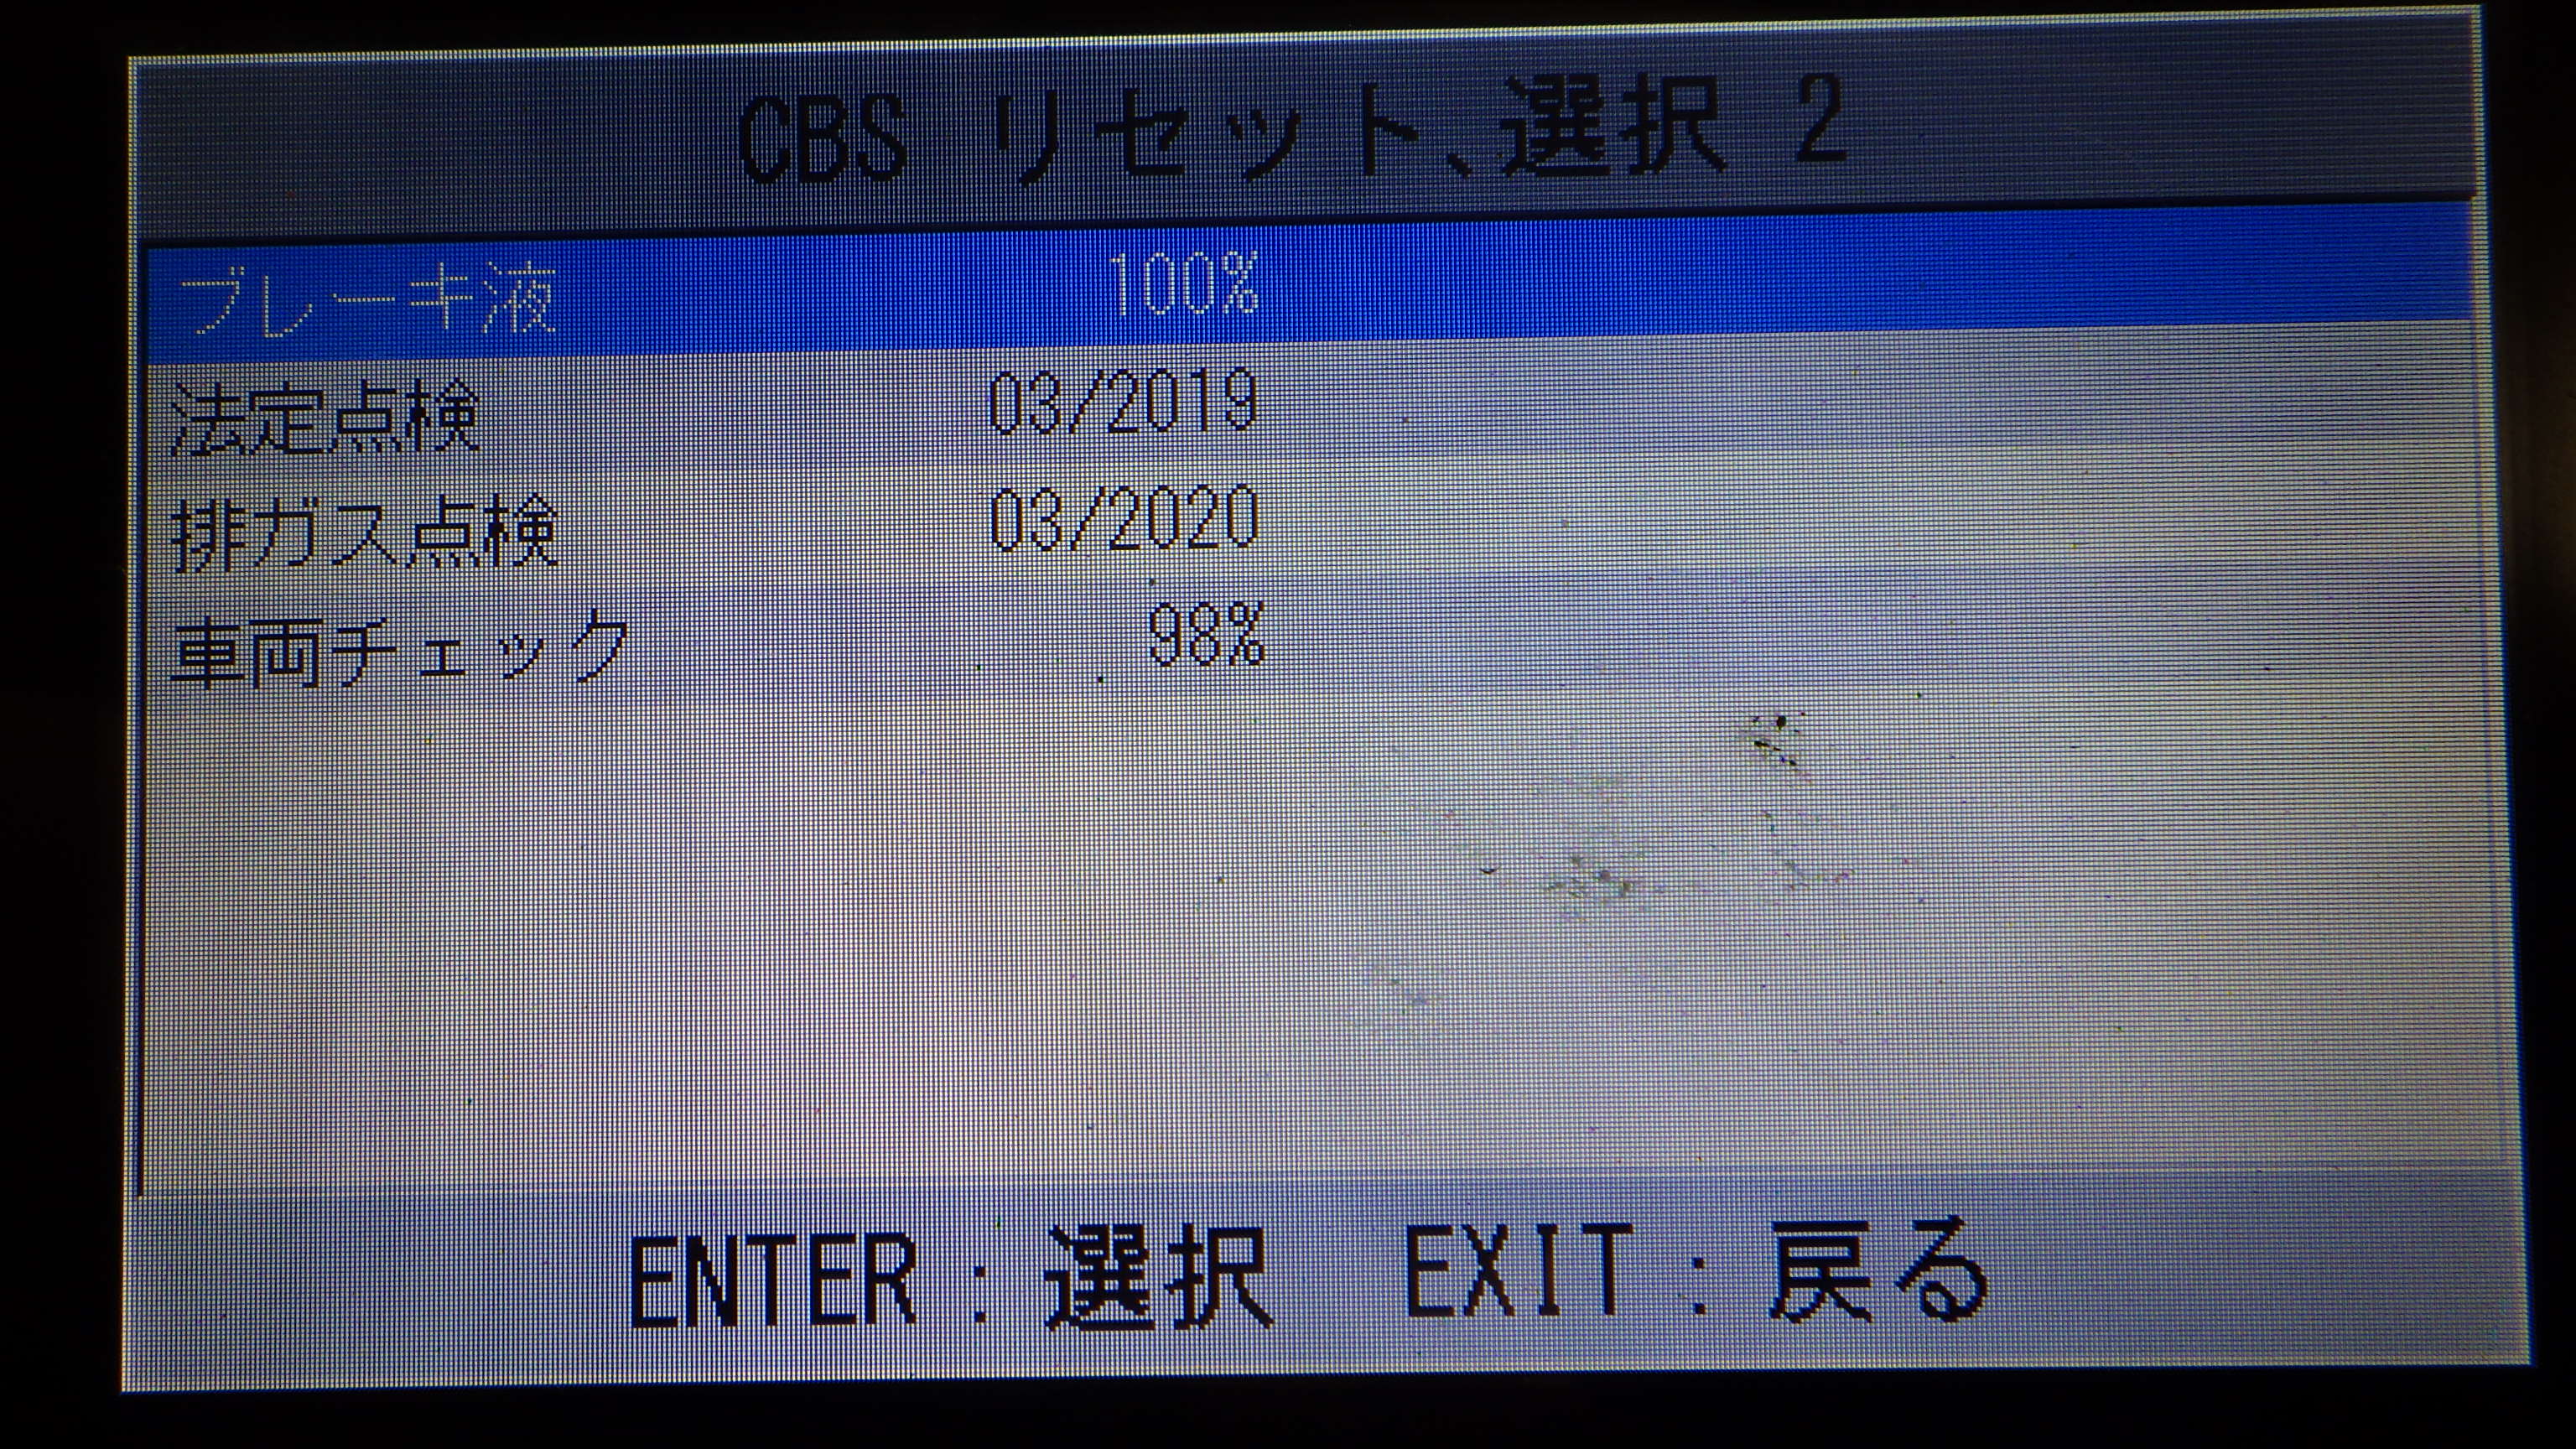 CBS リセット、選択 2
ブレーキ液 100%
法定点検 03/2019
排ガス点検 03/2020
車両チェック 98%
ENTER : 選択 EXIT : 戻る